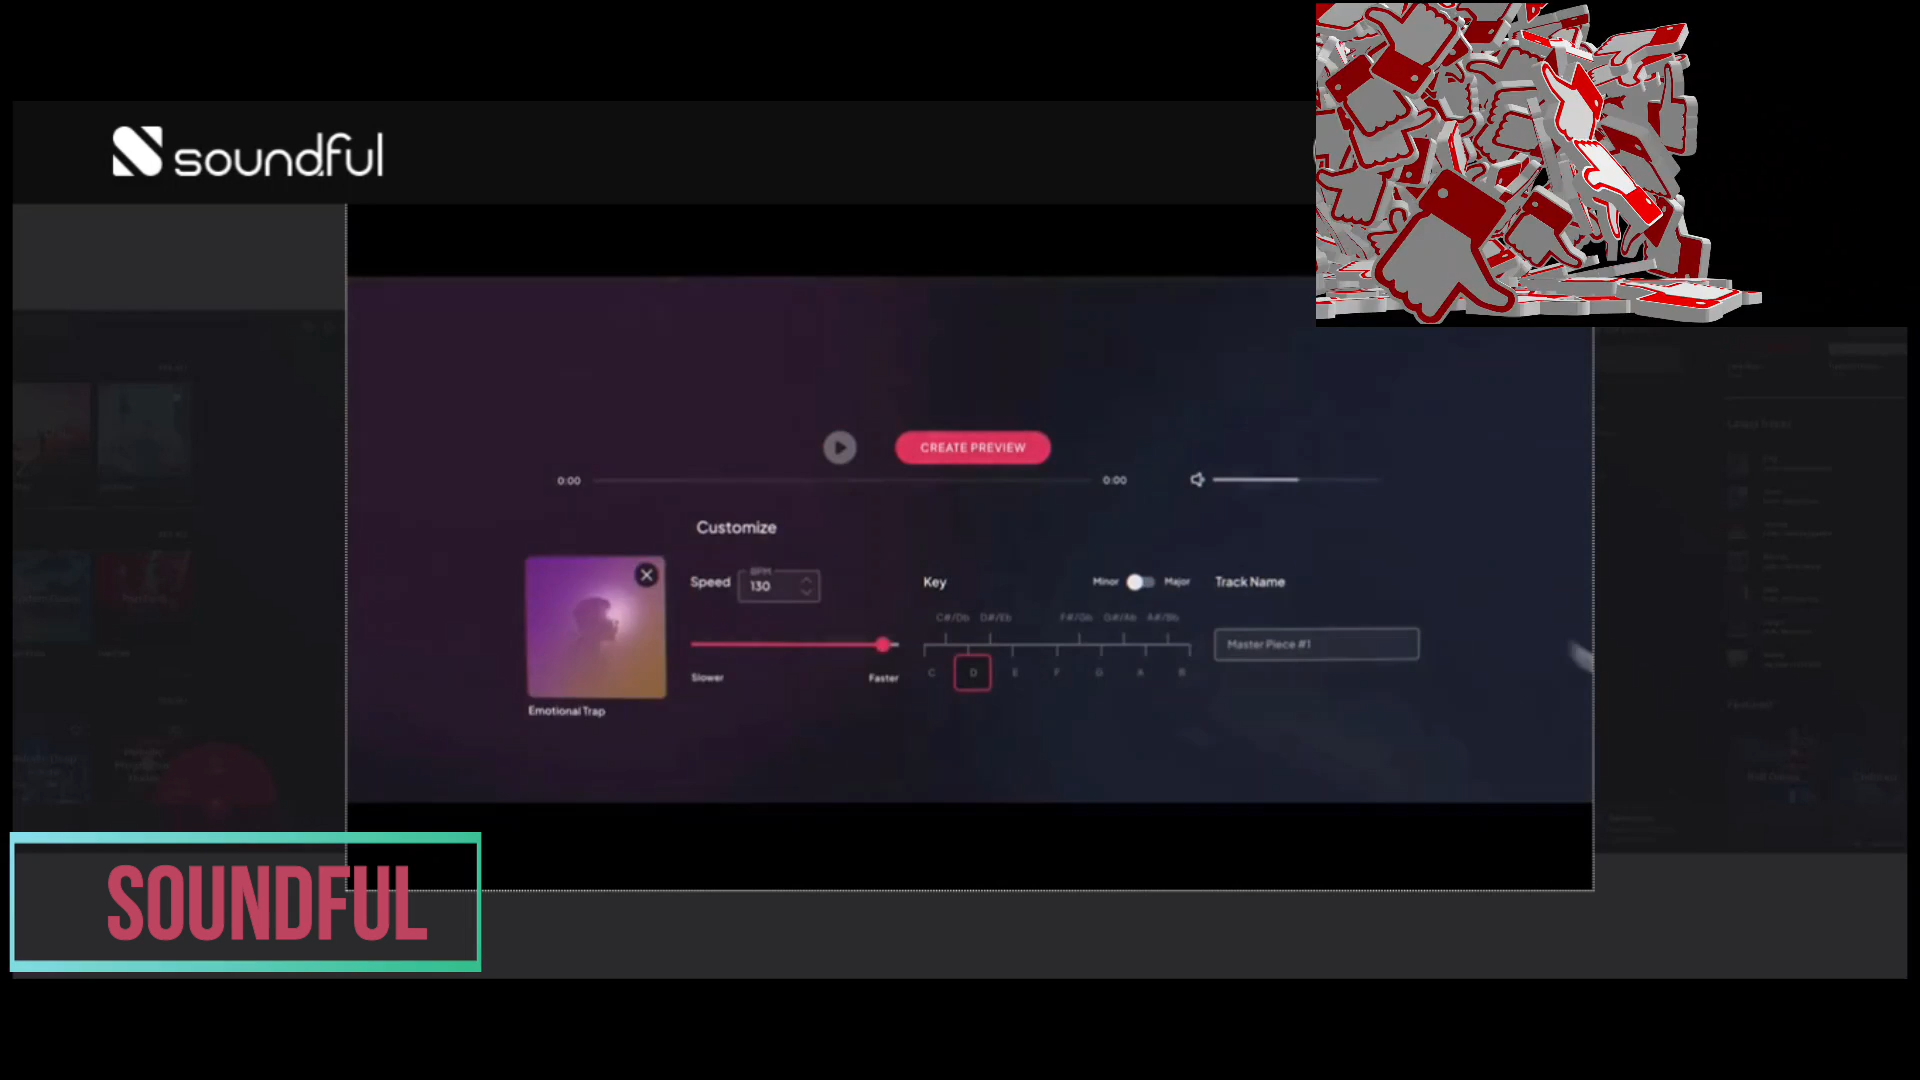 soundful
CREATE PREVIEW
0:00
0:00
Customize
Speed
BPM
130
Key
Minor
Major
Track Name
C#/Db D#/Eb F#/Gb G#/Ab A#/Bb
Master Piece #1
C D E F G A B
Slower
Faster
Emotional Trap
SOUNDFUL